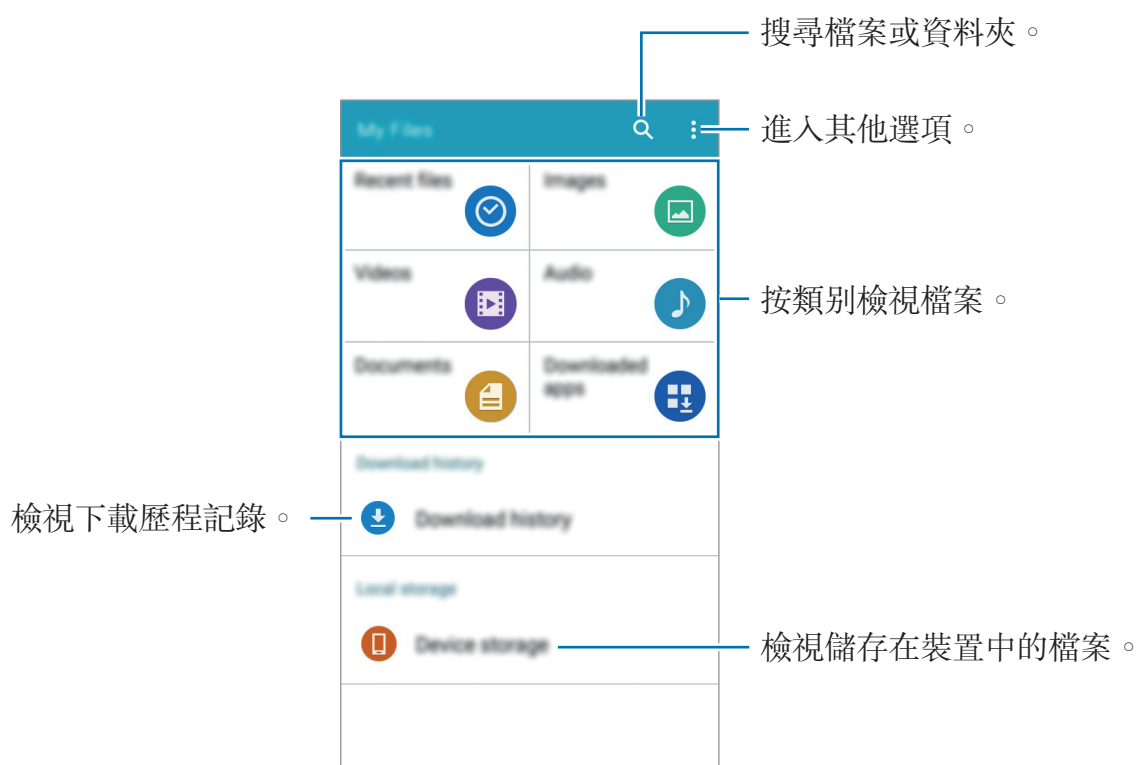 搜尋檔案或資料夾。
My Files
進入其他選項。
Recent files
Images
Videos
Audio
按類別檢視檔案。
Documents
Downloaded
apps
Download history
檢視下載歷程記錄。
Download history
Local storage
Device storage
檢視儲存在裝置中的檔案。